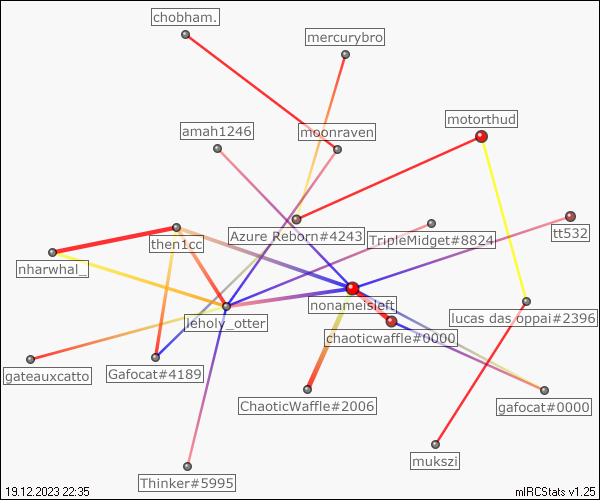 chobham.
mercurybro
motorthud
amah1246
moonraven
Azure Reborn#4243
TripleMidget#8824
tt532
then1cc
nharwhal_
nonameisleft
lucas das oppai#2396
leholy_otter
chaoticwaffle#0000
gateauxcatto
Gafocat#4189
ChaoticWaffle#2006
gafocat#0000
mukszi
Thinker#5995
19.12.2023 22:35
mIRCStats v1.25